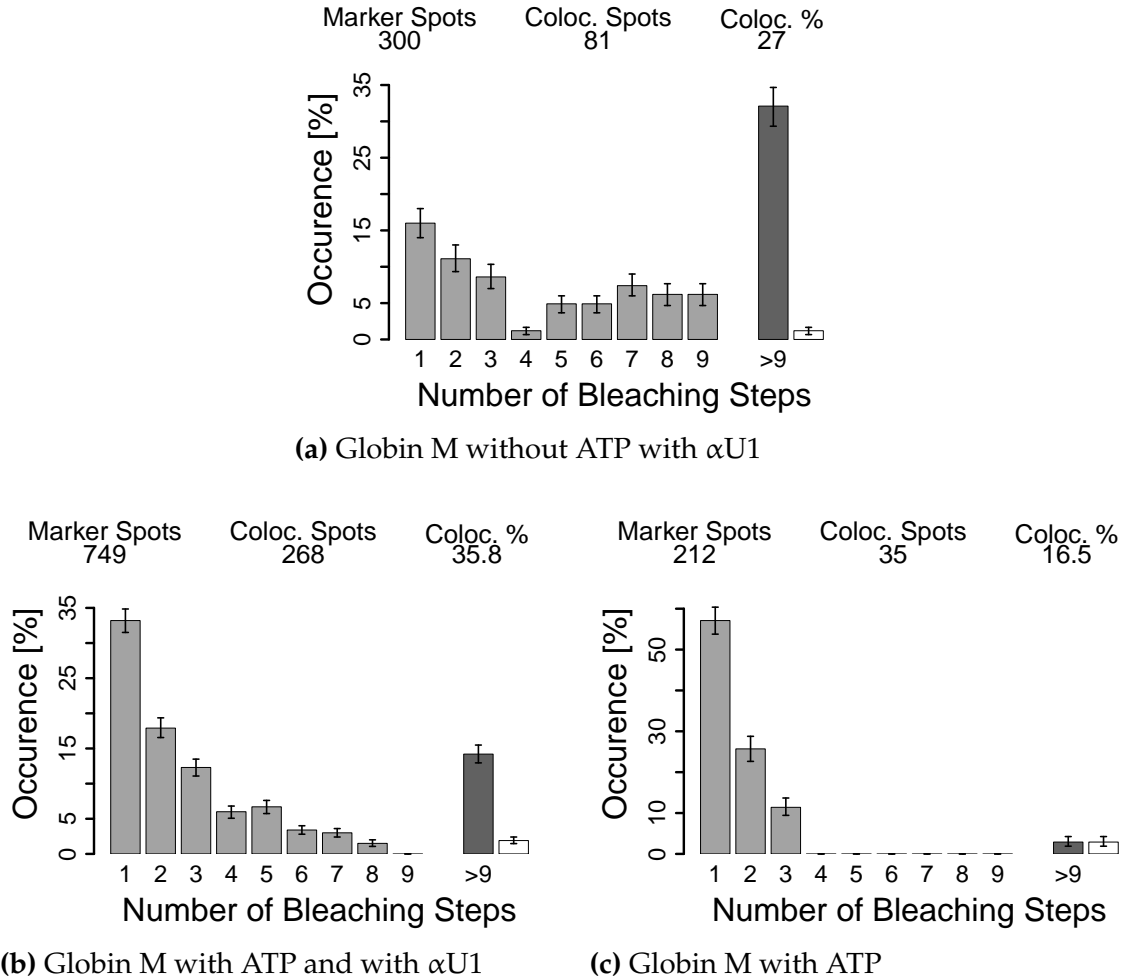 Marker Spots Coloc. Spots Coloc. %
300 81 27
Occurence [%]
0 5 15 25 35
1 2 3 4 5 6 7 8 9 >9
Number of Bleaching Steps
(a) Globin M without ATP with αU1
Marker Spots Coloc. Spots Coloc. %
749 268 35.8
Occurence [%]
0 5 15 25 35
1 2 3 4 5 6 7 8 9 >9
Number of Bleaching Steps
(b) Globin M with ATP and with αU1
Marker Spots Coloc. Spots Coloc. %
212 35 16.5
Occurence [%]
0 10 30 50
1 2 3 4 5 6 7 8 9 >9
Number of Bleaching Steps
(c) Globin M with ATP